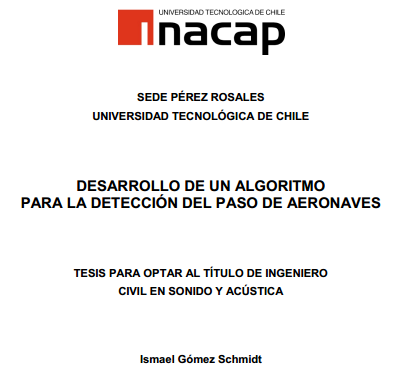 UNIVERSIDAD TECNOLOGICA DE CHILE
inacap
SEDE PÉREZ ROSALES
UNIVERSIDAD TECNOLÓGICA DE CHILE
DESARROLLO DE UN ALGORITMO
PARA LA DETECCIÓN DEL PASO DE AERONAVES
TESIS PARA OPTAR AL TÍTULO DE INGENIERO
CIVIL EN SONIDO Y ACÚSTICA
Ismael Gómez Schmidt